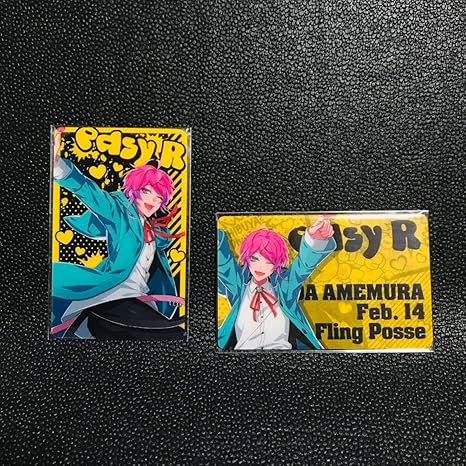 easy R
easy R
DA AMEMURA
Feb. 14
Fling Posse